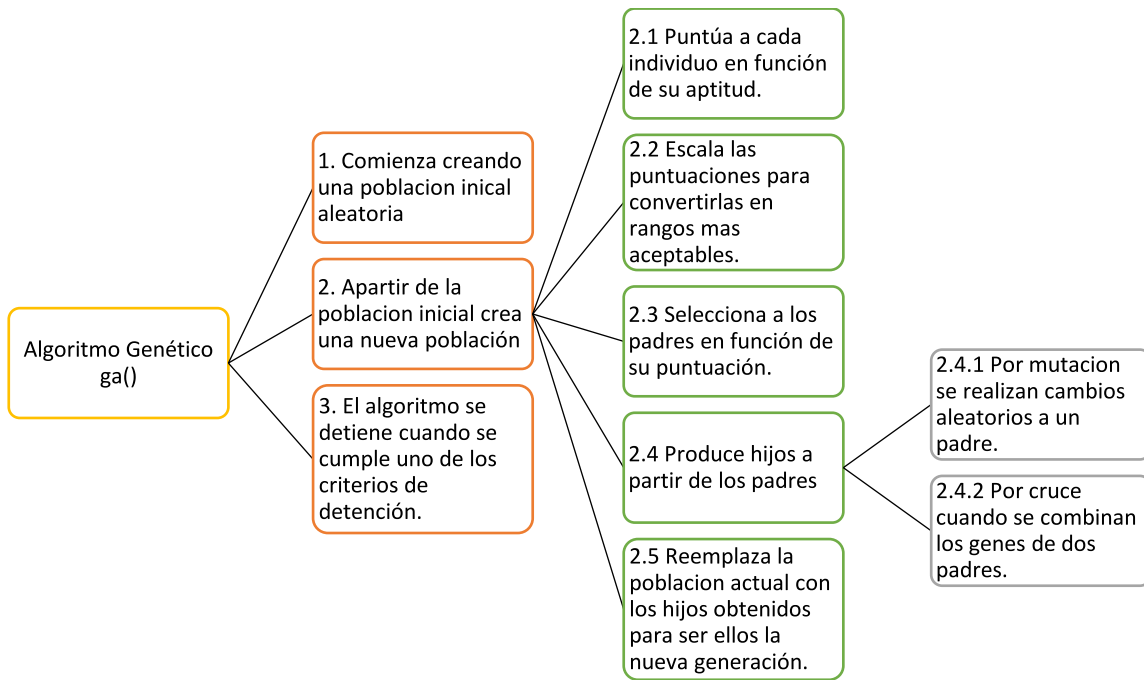 Algoritmo Genético
ga()
1. Comienza creando
una poblacion inical
aleatoria
2. Apartir de la
poblacion inicial crea
una nueva población
2.1 Puntúa a cada
individuo en función
de su aptitud.
2.2 Escala las
puntuaciones para
convertirlas en
rangos mas
aceptables.
2.3 Selecciona a los
padres en función de
su puntuación.
2.4 Produce hijos a
partir de los padres
2.4.1 Por mutacion
se realizan cambios
aleatorios a un
padre.
2.4.2 Por cruce
cuando se combinan
los genes de dos
padres.
2.5 Reemplaza la
poblacion actual con
los hijos obtenidos
para ser ellos la
nueva generación.
3. El algoritmo se
detiene cuando se
cumple uno de los
criterios de
detención.